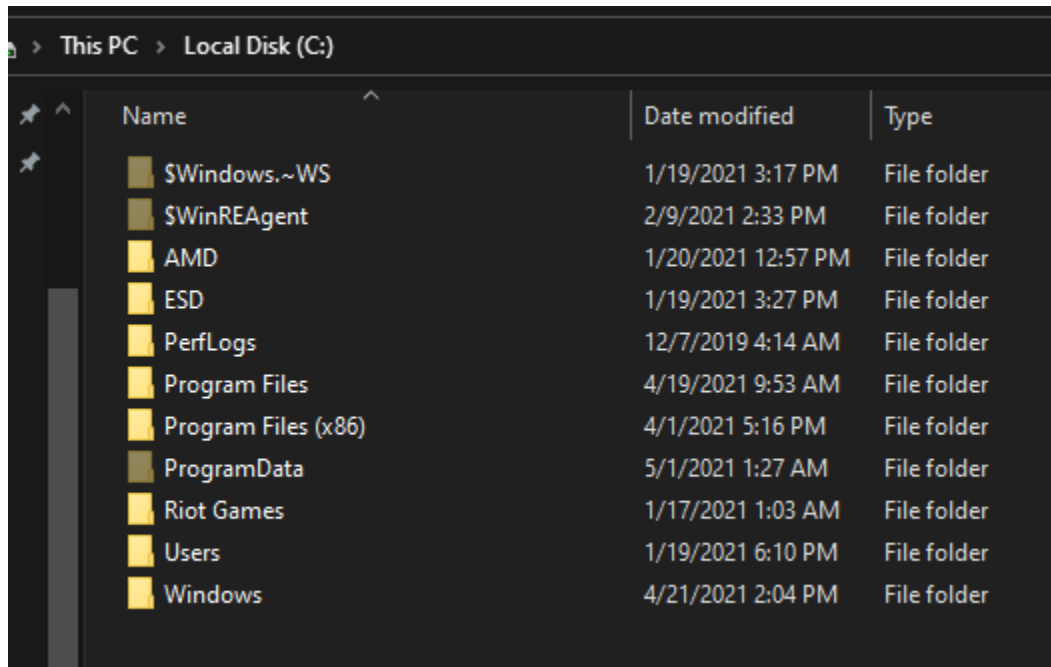 This PC > Local Disk (C:)
Name Date modified Type
$Windows.~WS 1/19/2021 3:17 PM File folder
$WinREAgent 2/9/2021 2:33 PM File folder
AMD 1/20/2021 12:57 PM File folder
ESD 1/19/2021 3:27 PM File folder
PerfLogs 12/7/2019 4:14 AM File folder
Program Files 4/19/2021 9:53 AM File folder
Program Files (x86) 4/1/2021 5:16 PM File folder
ProgramData 5/1/2021 1:27 AM File folder
Riot Games 1/17/2021 1:03 AM File folder
Users 1/19/2021 6:10 PM File folder
Windows 4/21/2021 2:04 PM File folder